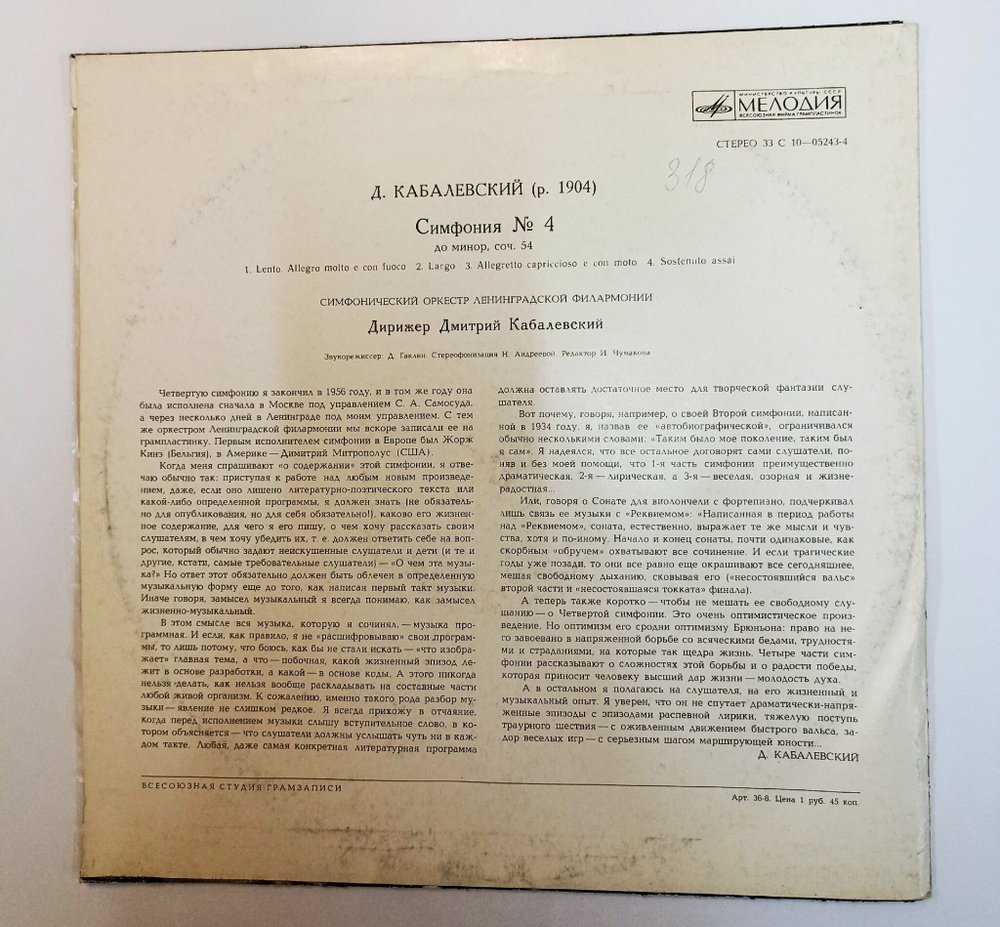 МИНИСТЕРСТВО КУЛЬТУРЫ СССР
МЕЛОДИЯ
ВСЕСОЮЗНАЯ ФИРМА ГРАМПЛАСТИНОК
СТЕРЕО 33 С 10—05243-4
318
Д. КАБАЛЕВСКИЙ (р. 1904)
Симфония № 4
до минор, соч. 54
1. Lento. Allegro molto e con fuoco 2. Largo 3. Allegretto capriccioso e con moto 4. Sostenuto assai
СИМФОНИЧЕСКИЙ ОРКЕСТР ЛЕНИНГРАДСКОЙ ФИЛАРМОНИИ
Дирижер Дмитрий Кабалевский
Звукорежиссер: Д. Гаклин. Стереофонизация Н. Андреевой. Редактор И. Чумакова
Четвертую симфонию я закончил в 1956 году, и в том же году она
была исполнена сначала в Москве под управлением С. А. Самосуда,
а через несколько дней в Ленинграде под моим управлением. С тем
же оркестром Ленинградской филармонии мы вскоре записали ее на
грампластинку. Первым исполнителем симфонии в Европе был Жорж
Кинэ (Бельгия), в Америке — Димитрий Митропулус (США).
Когда меня спрашивают «о содержании» этой симфонии, я отве-
чаю обычно так: приступая к работе над любым новым произведе-
нием, даже, если оно лишено литературно-поэтического текста или
какой-либо определенной программы, я должен знать (не обязатель-
но для опубликования, но для себя обязательно!), каково его жизнен-
ное содержание, для чего я его пишу, о чем хочу рассказать своим
слушателям, в чем хочу убедить их, т. е. должен ответить себе на воп-
рос, который обычно задают неискушенные слушатели и дети (и те и
другие, кстати, самые требовательные слушатели) — «О чем эта музы-
ка?» Но ответ этот обязательно должен быть облечен в определенную
музыкальную форму еще до того, как написан первый такт музыки.
Иначе говоря, замысел музыкальный я всегда понимаю, как замысел
жизненно-музыкальный.
В этом смысле вся музыка, которую я сочинял, — музыка про-
граммная. И если, как правило, я не «расшифровываю» свои програм-
мы, то лишь потому, что боюсь, как бы не стали искать — «что изобра-
жает» главная тема, а что — побочная, какой жизненный эпизод ле-
жит в основе разработки, а какой — в основе коды. А этого никогда
нельзя делать, как нельзя вообще раскладывать на составные части
любой живой организм. К сожалению, именно такого рода разбор му-
зыки — явление не слишком редкое. Я всегда прихожу в отчаяние,
когда перед исполнением музыки слышу вступительное слово, в ко-
тором объясняется — что слушатели должны услышать чуть ни в каж-
дом такте. Любая, даже самая конкретная литературная программа
должна оставлять достаточное место для творческой фантазии слу-
шателя.
Вот почему, говоря, например, о своей Второй симфонии, написан-
ной в 1934 году, я, назвав ее «автобиографической», ограничивался
обычно несколькими словами: «Таким было мое поколение, таким был
я сам». Я надеялся, что все остальное договорят сами слушатели, по-
няв и без моей помощи, что 1-я часть симфонии преимущественно
драматическая, 2-я — лирическая, а 3-я — веселая, озорная и жизне-
радостная...
Или, говоря о Сонате для виолончели с фортепиано, подчеркивал
лишь связь ее музыки с «Реквиемом»: «Написанная в период работы
над «Реквиемом», соната, естественно, выражает те же мысли и чув-
ства, хотя и по-иному. Начало и конец сонаты, почти одинаковые, как
скорбным «обручем» охватывают все сочинение. И если трагические
годы уже позади, то они все равно еще окрашивают все сегодняшнее,
мешая свободному дыханию, сковывая его («несостоявшийся вальс»
второй части и «несостоявшаяся токката» финала).
А теперь также коротко — чтобы не мешать ее свободному слу-
шанию — о Четвертой симфонии. Это очень оптимистическое произ-
ведение. Но оптимизм его сродни оптимизму Брюньона: право на не-
го завоевано в напряженной борьбе со всяческими бедами, трудностя-
ми и страданиями, на которые так щедра жизнь. Четыре части сим-
фонии рассказывают о сложностях этой борьбы и о радости победы,
которая приносит человеку высший дар жизни — молодость духа.
А в остальном я полагаюсь на слушателя, на его жизненный и
музыкальный опыт. Я уверен, что он не спутает драматически-напря-
женные эпизоды с эпизодами распевной лирики, тяжелую поступь
траурного шествия — с оживленным движением быстрого вальса, за-
дор веселых игр — с серьезным шагом марширующей юности...
Д. КАБАЛЕВСКИЙ
ВСЕСОЮЗНАЯ СТУДИЯ ГРАМЗАПИСИ
Арт. 36-8. Цена 1 руб. 45 коп.